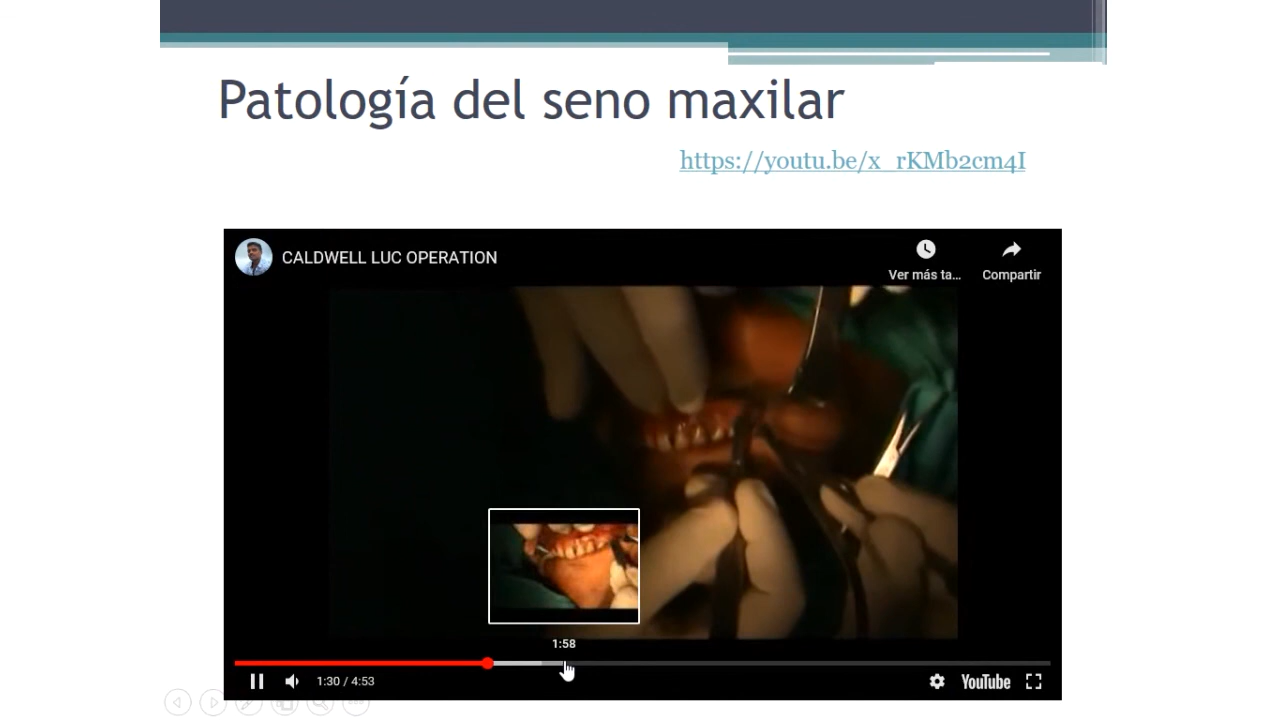 Patología del seno maxilar
https://youtu.be/x_rKMb2cm4I
CALDWELL LUC OPERATION
Ver más ta...
Compartir
1:58
1:30 / 4:53
YouTube